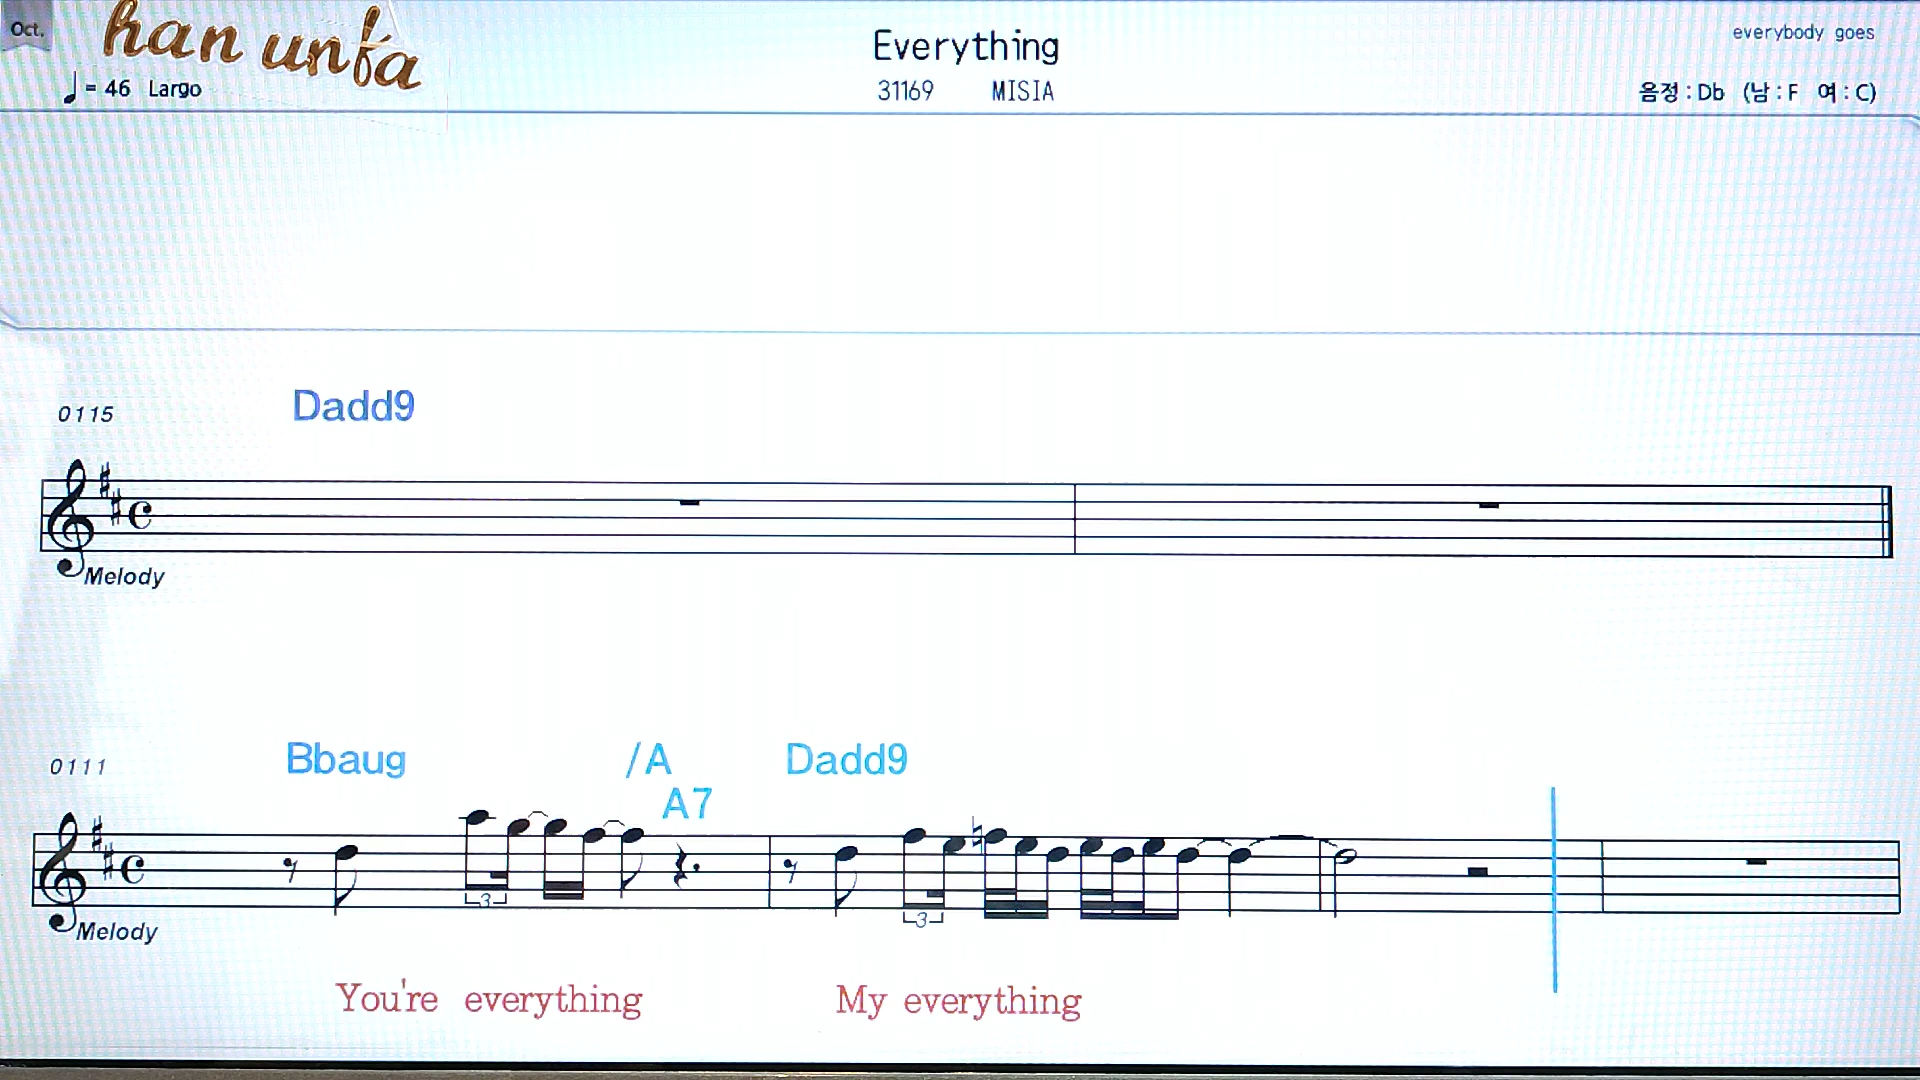 Oct.
han unfa
Everything
everybody goes
= 46 Largo
31169 MISIA
음정 : Db (남 : F 여 : C)
Dadd9
0115
Melody
Bbaug /A Dadd9
0111
A7
3
3
Melody
You're everything My everything